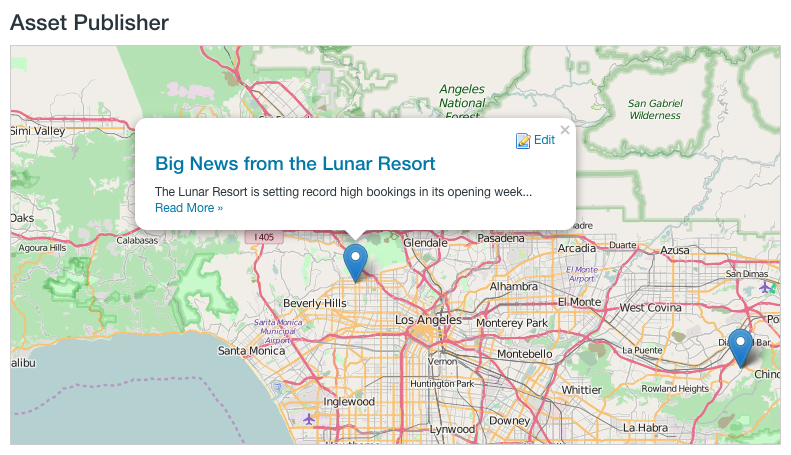 Asset Publisher
Angeles
National
Forest
San Gabriel
Wilderness
Simi Valley
Edit
×
Big News from the Lunar Resort
The Lunar Resort is setting record high bookings in its opening week...
Read More »
Oaks
Agoura Hills
Calabasas
I 405
Glendale
Pasadena
adre
Arcadia
Duarte
Azusa
El Monte
Airport
San Dimas
Beverly Hills
Alhambra
El Monte
West Covina
Santa Monica
Municipal
Airport
Los Angeles
Monterey Park
Po
Santa Monica
Vernon
Montebello
La Puente
Di
d Bar
alibu
Huntington Park
Whittier
Rowland Heights
Chino
Inglewood
Downey
Lynwood
La Habra